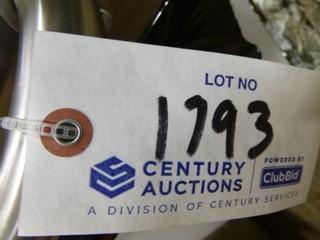 LOT NO
1793
CENTURY AUCTIONS
POWERED BY
ClubBid
A DIVISION OF CENTURY SERVICES